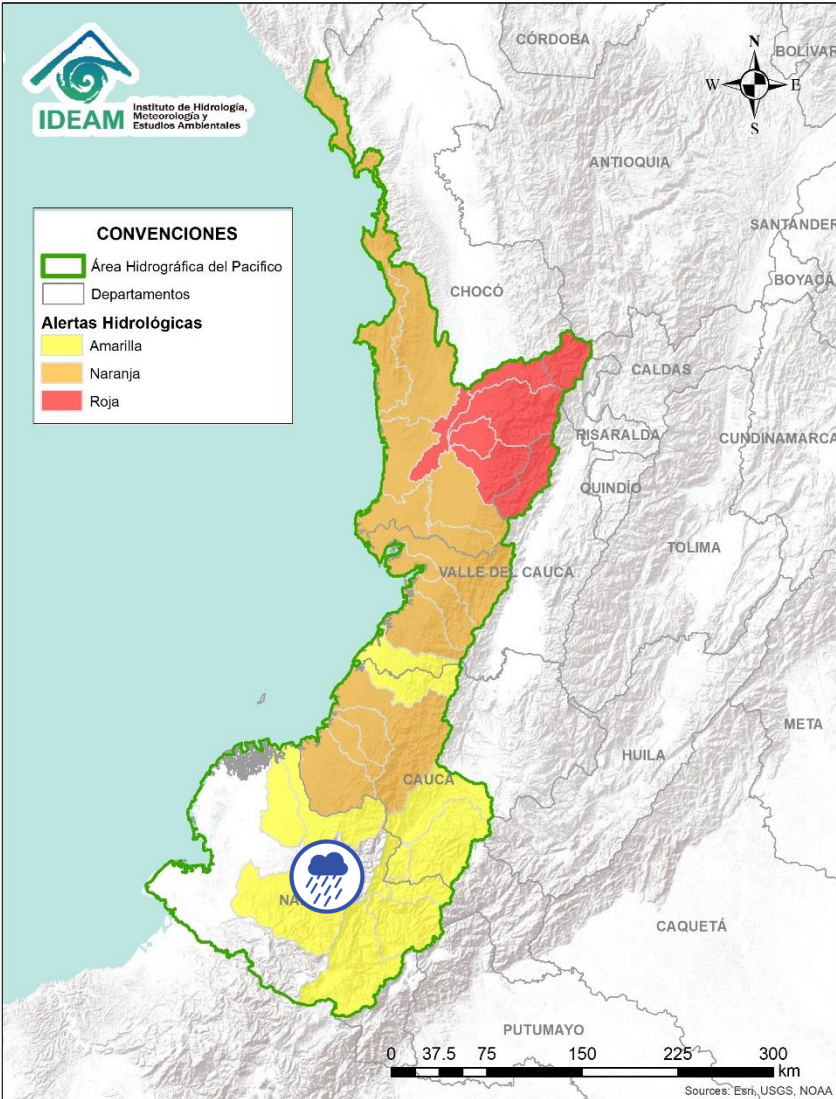 IDEAM
Instituto de Hidrología,
Meteorología y
Estudios Ambientales
CONVENCIONES
Área Hidrográfica del Pacifico
Departamentos
Alertas Hidrológicas
Amarilla
Naranja
Roja
N
W
E
S
CÓRDOBA
BOLÍVAR
ANTIOQUIA
SANTANDER
BOYACÁ
CHOCÓ
CALDAS
RISARALDA
CUNDINAMARCA
QUINDÍO
TOLIMA
VALLE DEL CAUCA
META
HUILA
CAUCA
NA
CAQUETÁ
PUTUMAYO
0 37.5 75 150 225 300
km
Sources: Esri, USGS, NOAA